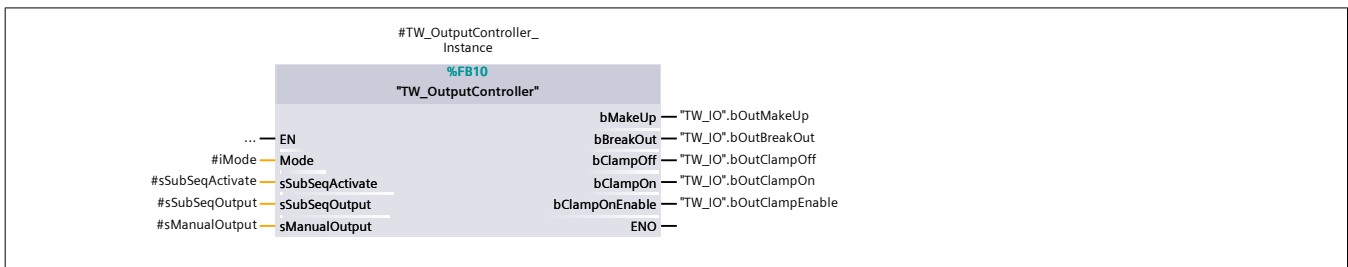 #TW_OutputController_
Instance
%FB10
"TW_OutputController"
bMakeUp "TW_IO".bOutMakeUp
... EN bBreakOut "TW_IO".bOutBreakOut
#iMode Mode bClampOff "TW_IO".bOutClampOff
#sSubSeqActivate sSubSeqActivate bClampOn "TW_IO".bOutClampOn
#sSubSeqOutput sSubSeqOutput bClampOnEnable "TW_IO".bOutClampEnable
#sManualOutput sManualOutput ENO